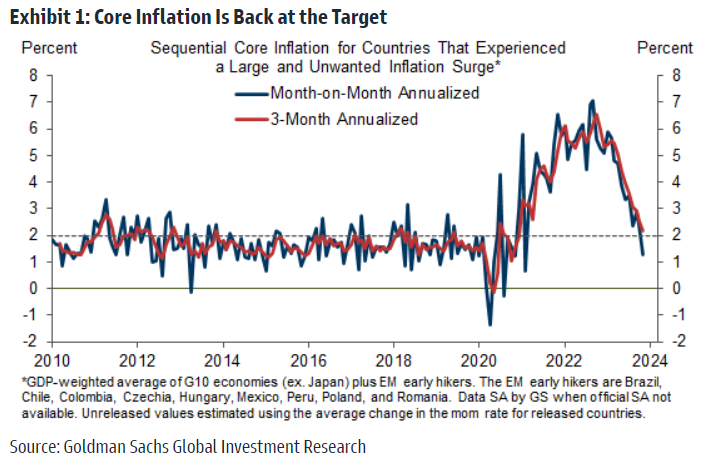 Exhibit 1: Core Inflation Is Back at the Target
Percent
Sequential Core Inflation for Countries That Experienced
a Large and Unwanted Inflation Surge*
Percent
Month-on-Month Annualized
3-Month Annualized
8
7
6
5
4
3
2
1
0
-1
-2
8
7
6
5
4
3
2
1
0
-1
-2
2010
2012
2014
2016
2018
2020
2022
2024
*GDP-weighted average of G10 economies (ex. Japan) plus EM early hikers. The EM early hikers are Brazil,
Chile, Colombia, Czechia, Hungary, Mexico, Peru, Poland, and Romania. Data SA by GS when official SA not
available. Unreleased values estimated using the average change in the mom rate for released countries.
Source: Goldman Sachs Global Investment Research